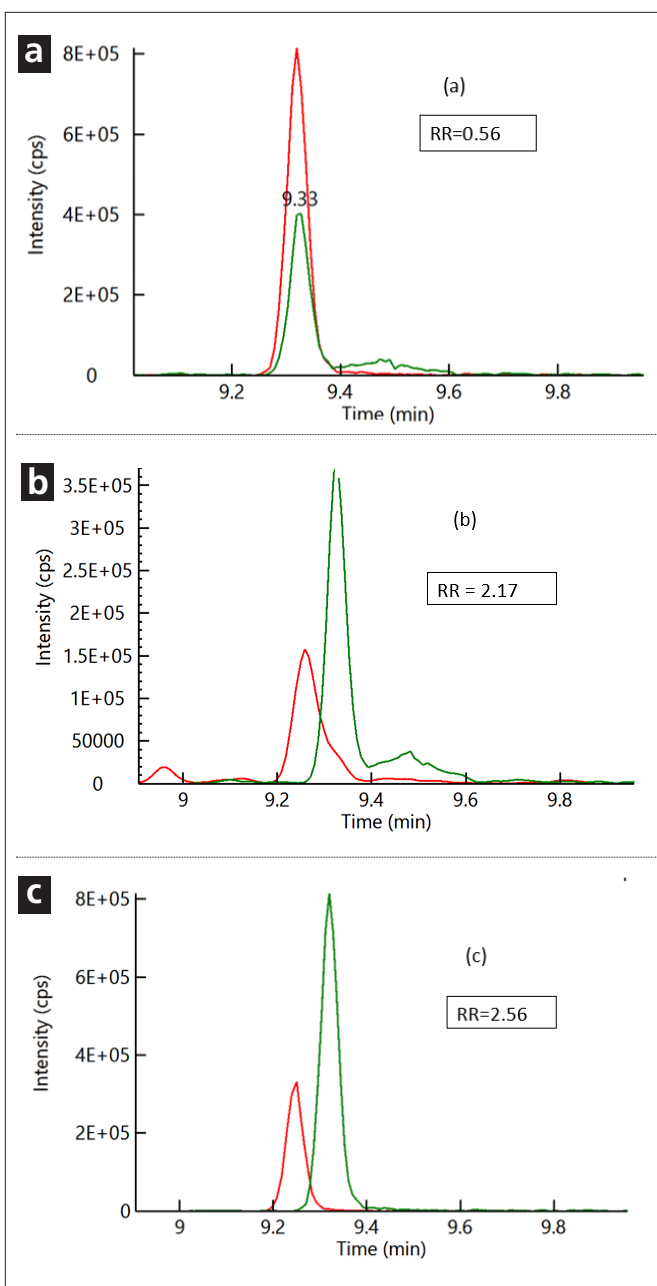 a
(a)
RR=0.56
Intensity (cps)
8E+05
6E+05
4E+05
2E+05
0
9.33
9.2 9.4 9.6 9.8
Time (min)
b
(b)
RR = 2.17
Intensity (cps)
3.5E+05
3E+05
2.5E+05
2E+05
1.5E+05
1E+05
50000
0
9 9.2 9.4 9.6 9.8
Time (min)
c
(c)
RR=2.56
Intensity (cps)
8E+05
6E+05
4E+05
2E+05
0
9 9.2 9.4 9.6 9.8
Time (min)